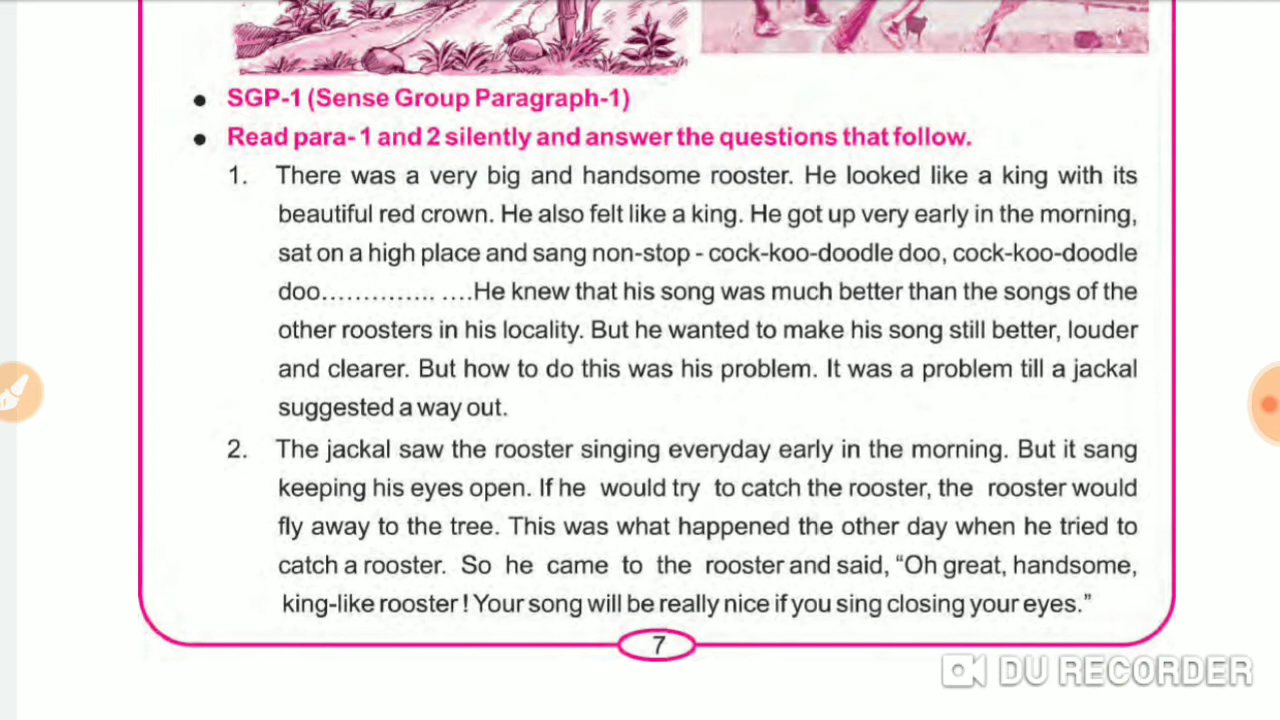 • SGP-1 (Sense Group Paragraph-1)
• Read para- 1 and 2 silently and answer the questions that follow.
1. There was a very big and handsome rooster. He looked like a king with its
beautiful red crown. He also felt like a king. He got up very early in the morning,
sat on a high place and sang non-stop - cock-koo-doodle doo, cock-koo-doodle
doo.............. ....He knew that his song was much better than the songs of the
other roosters in his locality. But he wanted to make his song still better, louder
and clearer. But how to do this was his problem. It was a problem till a jackal
suggested a way out.
2. The jackal saw the rooster singing everyday early in the morning. But it sang
keeping his eyes open. If he would try to catch the rooster, the rooster would
fly away to the tree. This was what happened the other day when he tried to
catch a rooster. So he came to the rooster and said, “Oh great, handsome,
king-like rooster! Your song will be really nice if you sing closing your eyes.”
7
DU RECORDER